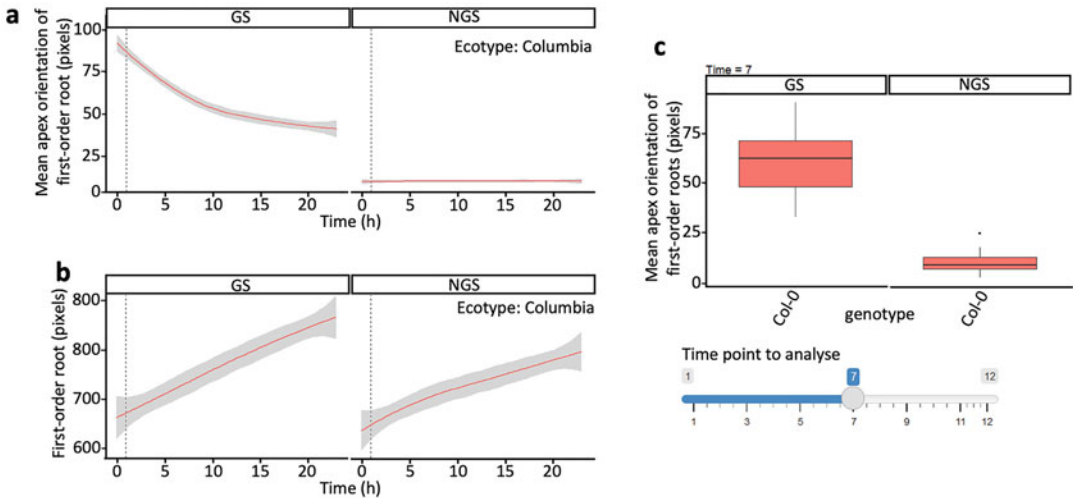 a
GS
NGS
Mean apex orientation of
first-order root (pixels)
100
75
50
25
0
Ecotype: Columbia
0 5 10 15 20
0 5 10 15 20
Time (h)
b
GS
NGS
First-order root (pixels)
800
800
700
600
Ecotype: Columbia
0 5 10 15 20
0 5 10 15 20
Time (h)
c
Time = 7
GS
NGS
Mean apex orientation of
first-order roots (pixels)
75
50
25
0
Col-0
genotype
Col-0
Time point to analyse
1
7
12
1 3 5 7 9 11 12